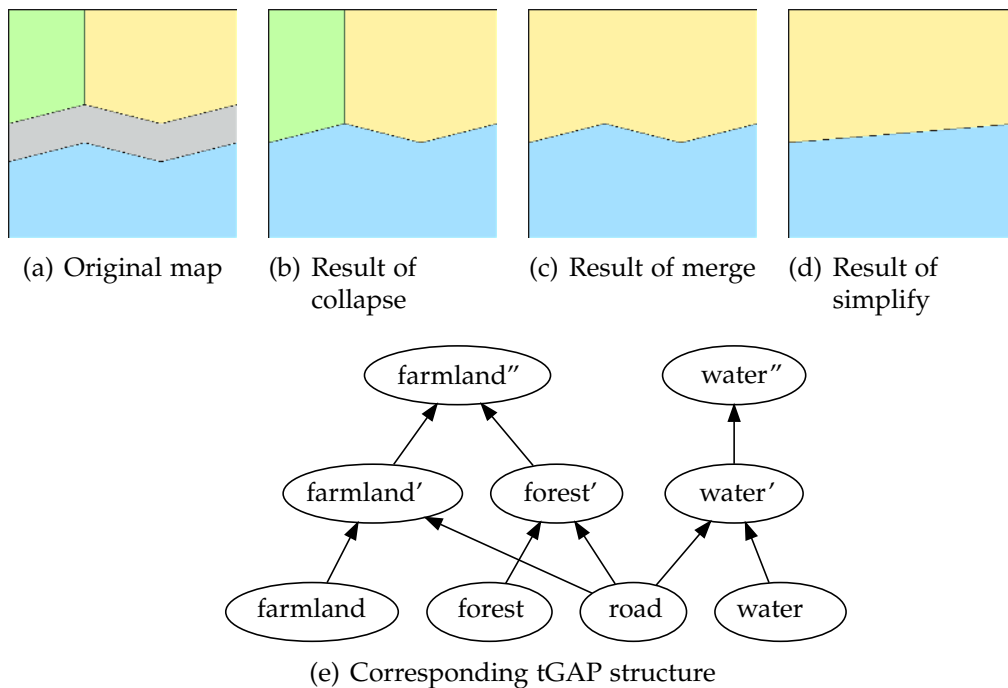 (a) Original map
(b) Result of collapse
(c) Result of merge
(d) Result of simplify
farmland″ water″
farmland′ forest′ water′
farmland forest road water
(e) Corresponding tGAP structure